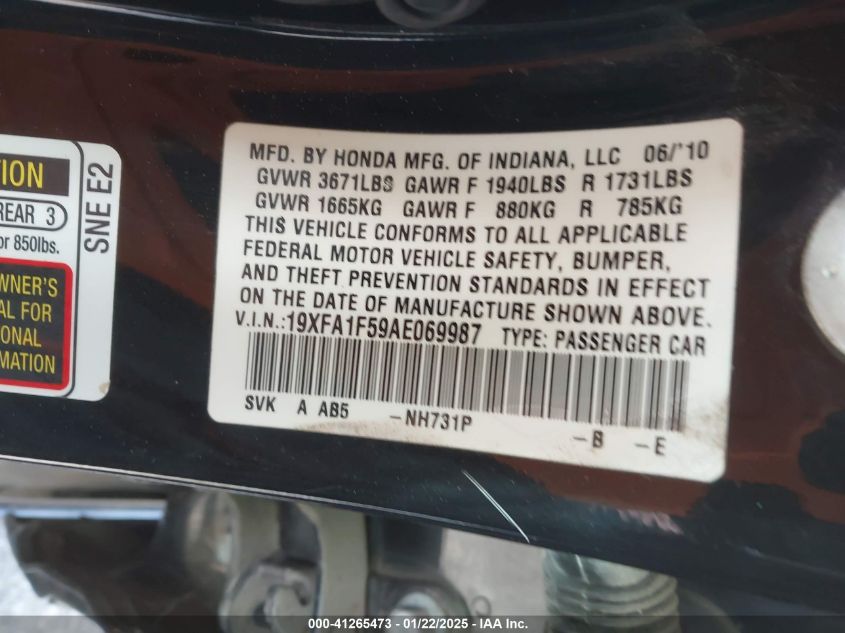 TION
REAR 3
or 850lbs.
WNER'S
AL FOR
IONAL
RMATION
SNE E2
MFD. BY HONDA MFG. OF INDIANA, LLC 06/'10
GVWR 3671LBS GAWR F 1940LBS R 1731LBS
GVWR 1665KG GAWR F 880KG R 785KG
THIS VEHICLE CONFORMS TO ALL APPLICABLE
FEDERAL MOTOR VEHICLE SAFETY, BUMPER,
AND THEFT PREVENTION STANDARDS IN EFFECT
ON THE DATE OF MANUFACTURE SHOWN ABOVE.
V.I.N.:19XFA1F59AE069987 TYPE: PASSENGER CAR
SVK A AB5 -NH731P -B -E
000-41265473 - 01/22/2025 - IAA Inc.